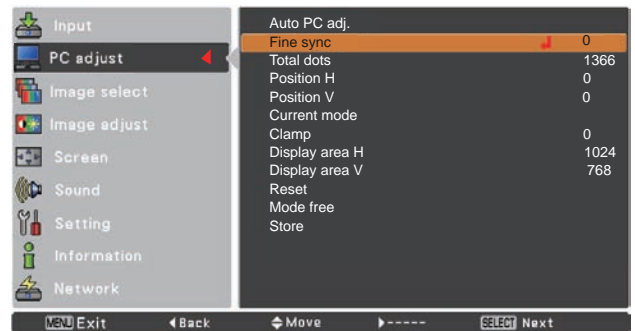 Input
PC adjust
Image select
Image adjust
Screen
Sound
Setting
Information
Network
Auto PC adj.
Fine sync 0
Total dots 1366
Position H 0
Position V 0
Current mode
Clamp 0
Display area H 1024
Display area V 768
Reset
Mode free
Store
MENU Exit ◀Back Move ▶----- SELECT Next